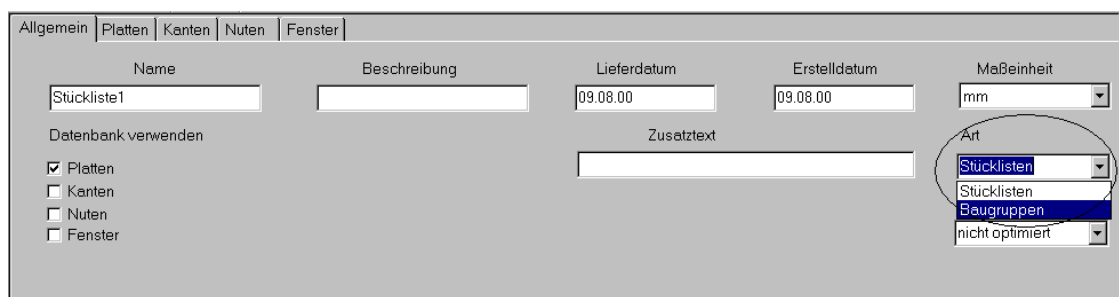 Allgemein Platten Kanten Nuten Fenster
Name Beschreibung Lieferdatum Erstelldatum Maßeinheit
Stückliste1 09.08.00 09.08.00 mm
Datenbank verwenden Zusatztext Art
Platten Stücklisten
Kanten Stücklisten
Nuten Baugruppen
Fenster nicht optimiert